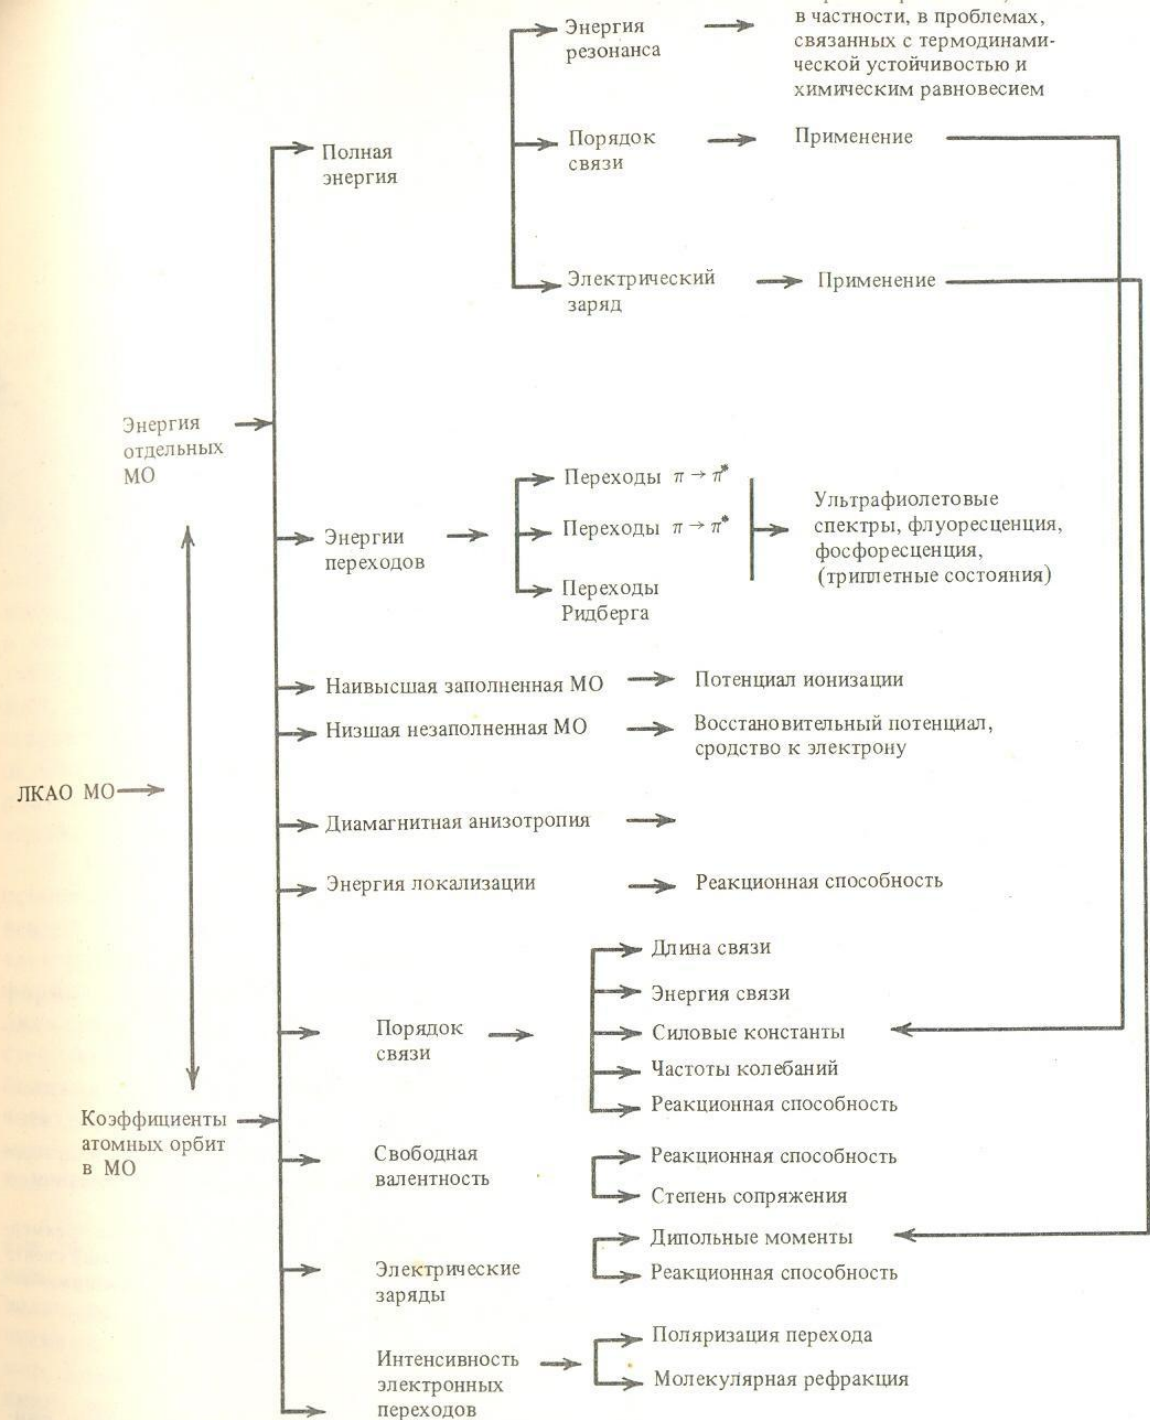 Энергия
резонанса
в частности, в проблемах,
связанных с термодинами-
ческой устойчивостью и
химическим равновесием
Полная
энергия
Порядок
связи
Применение
Электрический
заряд
Применение
Энергия
отдельных
МО
Энергии
переходов
Переходы π → π*
Переходы π → π*
Переходы
Ридберга
Ультрафиолетовые
спектры, флуоресценция,
фосфоресценция,
(триплетные состояния)
Наивысшая заполненная МО
Потенциал ионизации
Низшая незаполненная МО
Восстановительный потенциал,
сродство к электрону
ЛКАО МО
Диамагнитная анизотропия
Энергия локализации
Реакционная способность
Порядок
связи
Длина связи
Энергия связи
Силовые константы
Частоты колебаний
Реакционная способность
Коэффициенты
атомных орбит
в МО
Свободная
валентность
Реакционная способность
Степень сопряжения
Электрические
заряды
Дипольные моменты
Реакционная способность
Интенсивность
электронных
переходов
Поляризация перехода
Молекулярная рефракция